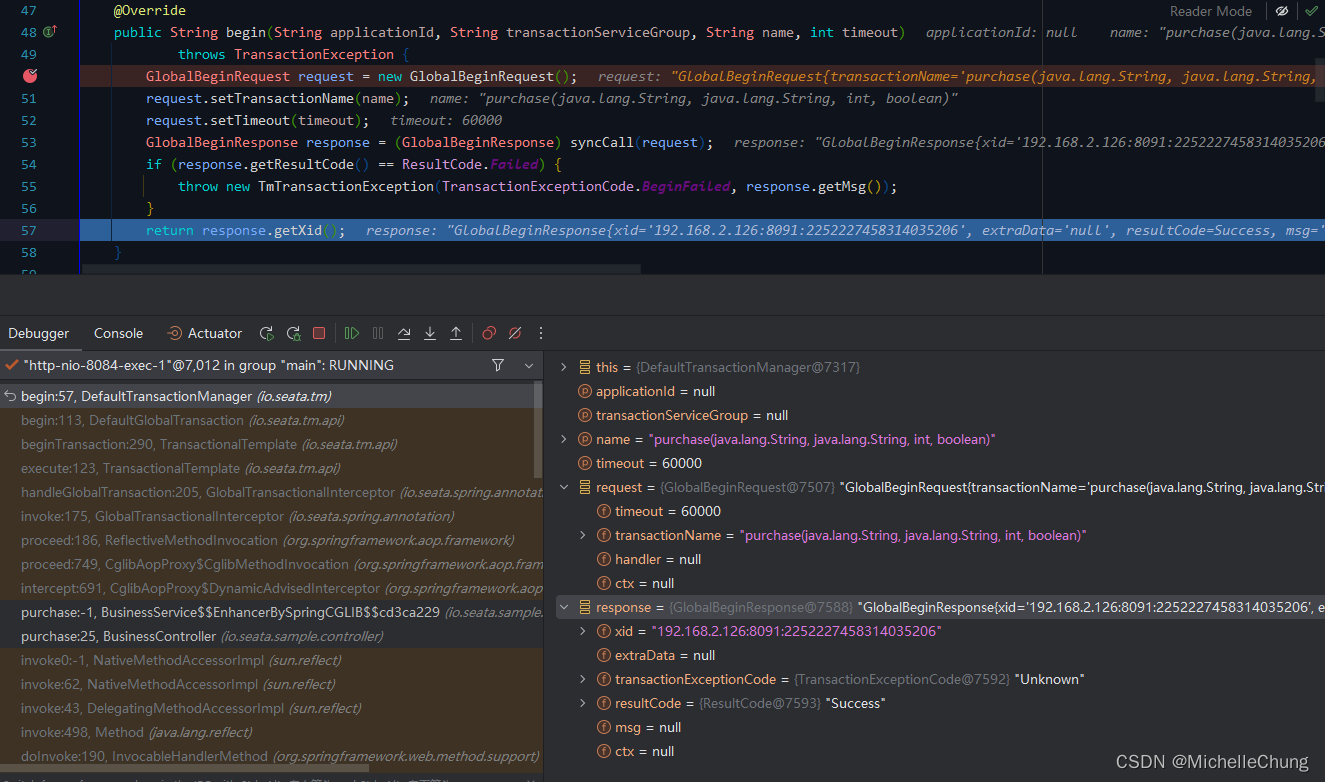 47 @Override Reader Mode
48 public String begin(String applicationId, String transactionServiceGroup, String name, int timeout) applicationId: null name: "purchase(java.lang.S
49 throws TransactionException {
GlobalBeginRequest request = new GlobalBeginRequest(); request: "GlobalBeginRequest{transactionName='purchase(java.lang.String, java.lang.String,
51 request.setTransactionName(name); name: "purchase(java.lang.String, java.lang.String, int, boolean)"
52 request.setTimeout(timeout); timeout: 60000
53 GlobalBeginResponse response = (GlobalBeginResponse) syncCall(request); response: "GlobalBeginResponse{xid='192.168.2.126:8091:2252227458314035206
54 if (response.getResultCode() == ResultCode.Failed) {
55 throw new TmTransactionException(TransactionExceptionCode.BeginFailed, response.getMsg());
56 }
57 return response.getXid(); response: "GlobalBeginResponse{xid='192.168.2.126:8091:2252227458314035206', extraData='null', resultCode=Success, msg='
58 }
Debugger Console Actuator
"http-nio-8084-exec-1"@7,012 in group "main": RUNNING
begin:57, DefaultTransactionManager (io.seata.tm)
begin:113, DefaultGlobalTransaction (io.seata.tm.api)
beginTransaction:290, TransactionalTemplate (io.seata.tm.api)
execute:123, TransactionalTemplate (io.seata.tm.api)
handleGlobalTransaction:205, GlobalTransactionalInterceptor (io.seata.spring.annotat
invoke:175, GlobalTransactionalInterceptor (io.seata.spring.annotation)
proceed:186, ReflectiveMethodInvocation (org.springframework.aop.framework)
proceed:749, CglibAopProxy$CglibMethodInvocation (org.springframework.aop.fram
intercept:691, CglibAopProxy$DynamicAdvisedInterceptor (org.springframework.aop
purchase:-1, BusinessService$$EnhancerBySpringCGLIB$$cd3ca229 (io.seata.sample.
purchase:25, BusinessController (io.seata.sample.controller)
invoke0:-1, NativeMethodAccessorImpl (sun.reflect)
invoke:62, NativeMethodAccessorImpl (sun.reflect)
invoke:43, DelegatingMethodAccessorImpl (sun.reflect)
invoke:498, Method (java.lang.reflect)
doInvoke:190, InvocableHandlerMethod (org.springframework.web.method.support)
this = {DefaultTransactionManager@7317}
applicationId = null
transactionServiceGroup = null
name = "purchase(java.lang.String, java.lang.String, int, boolean)"
timeout = 60000
request = {GlobalBeginRequest@7507} "GlobalBeginRequest{transactionName='purchase(java.lang.String, java.lang.Stri
timeout = 60000
transactionName = "purchase(java.lang.String, java.lang.String, int, boolean)"
handler = null
ctx = null
response = {GlobalBeginResponse@7588} "GlobalBeginResponse{xid='192.168.2.126:8091:2252227458314035206', e
xid = "192.168.2.126:8091:2252227458314035206"
extraData = null
transactionExceptionCode = {TransactionExceptionCode@7592} "Unknown"
resultCode = {ResultCode@7593} "Success"
msg = null
ctx = null
CSDN @MichelleChung